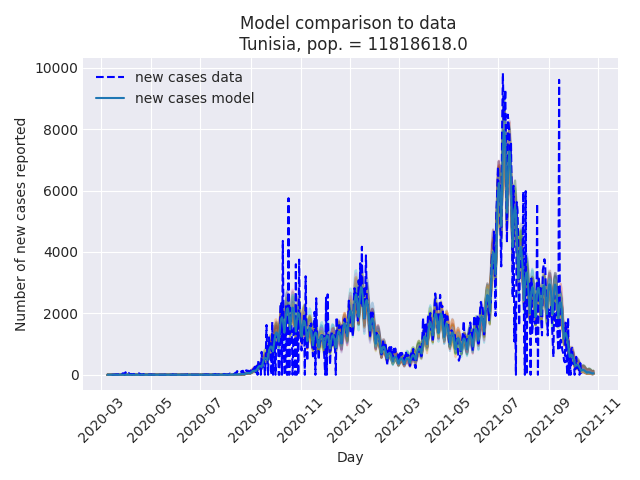 Model comparison to data
Tunisia, pop. = 11818618.0
new cases data
new cases model
Number of new cases reported
10000
8000
6000
4000
2000
0
2020-03
2020-05
2020-07
2020-09
2020-11
2021-01
2021-03
2021-05
2021-07
2021-09
2021-11
Day